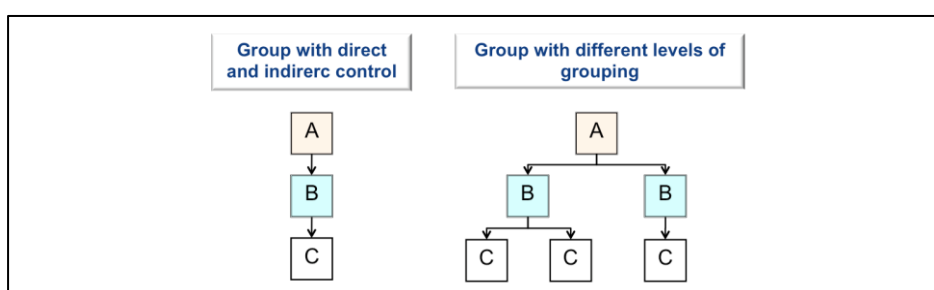 Group with direct
and indirerc control
Group with different levels of
grouping
A
B
C
A
B
B
C
C
C